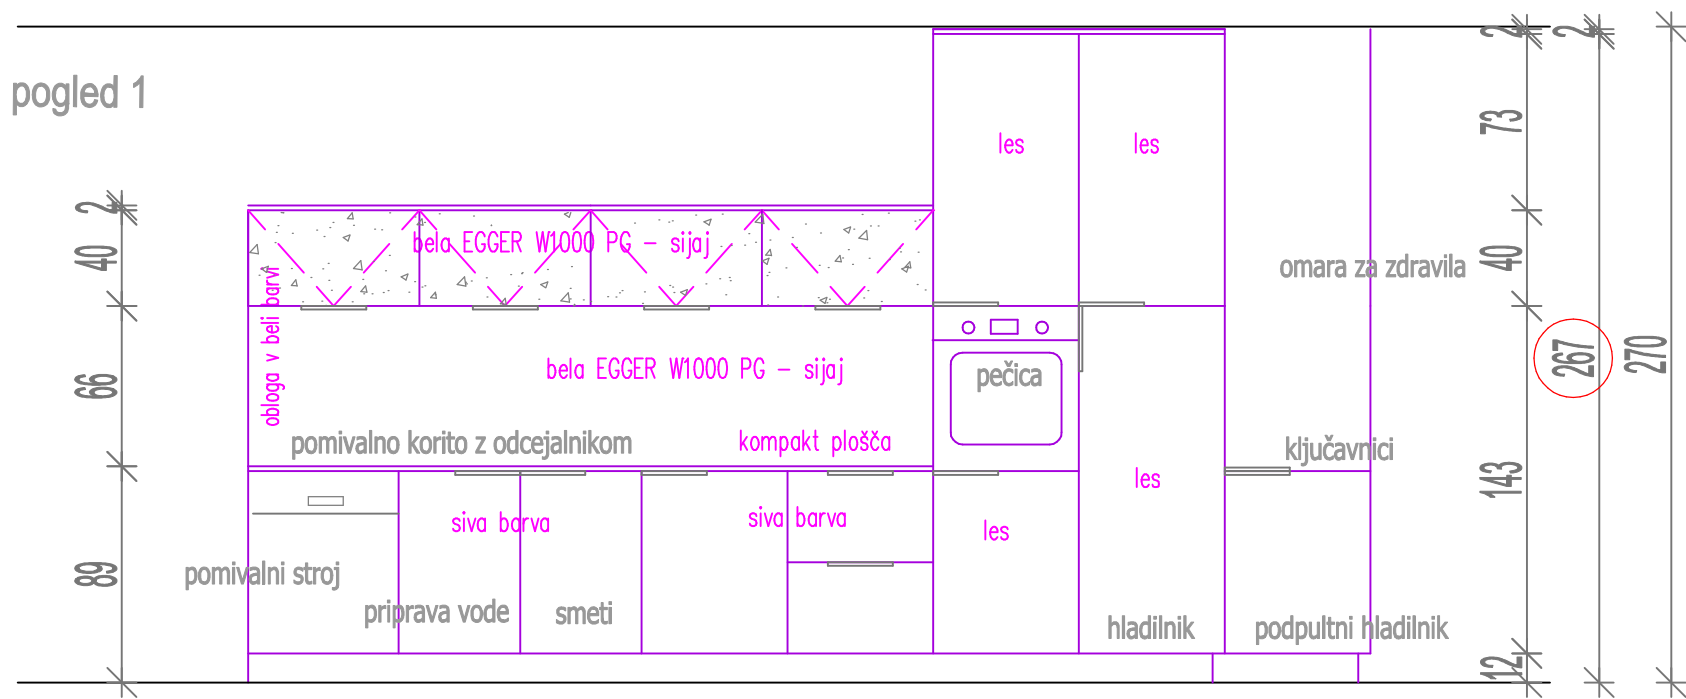 pogled 1
2
2
2
73
les
les
2
40
bela EGGER W1000 PG - sijaj
omara za zdravila
40
obloga v beli barvi
66
bela EGGER W1000 PG - sijaj
pečica
267
270
pomivalno korito z odcejalnikom
kompakt plošča
ključavnici
les
143
siva barva
siva barva
les
89
pomivalni stroj
priprava vode
smeti
hladilnik
podpultni hladilnik
12